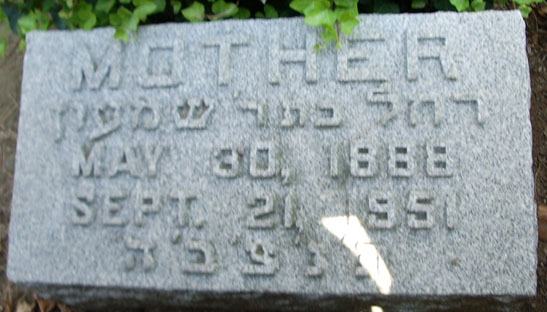 MOTHER
רחל בת ר' שמעון
MAY 30, 1888
SEPT. 21, 1951
ת'נ'צ'ב'ה